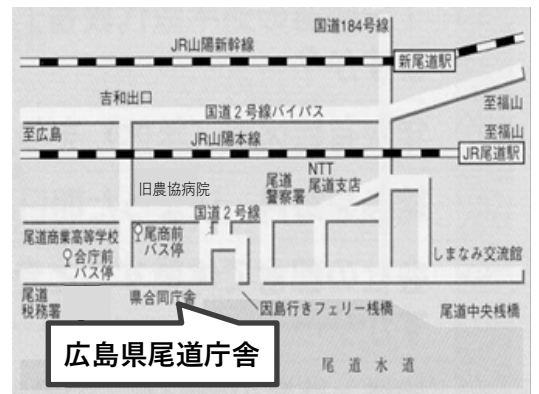 国道184号線
JR山陽新幹線
新尾道駅
吉和出口
国道2号線バイパス
至福山
至広島
JR山陽本線
至福山
JR尾道駅
NTT
尾道支店
尾道
警察署
旧農協病院
国道2号線
尾道商業高等学校
尾商前
バス停
合庁前
バス停
しまなみ交流館
尾道
税務署
県合同庁舎
因島行きフェリー桟橋
尾道中央桟橋
広島県尾道庁舎
尾道水道